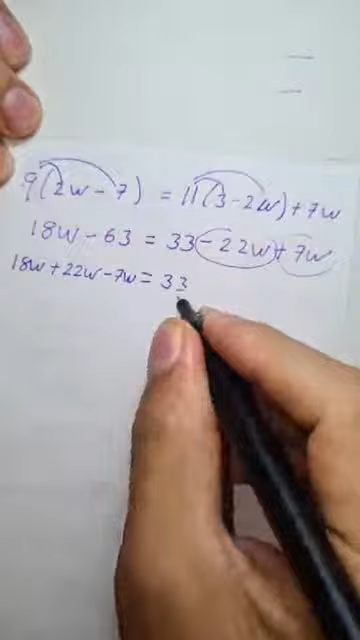 9(2w - 7) = 11(3 - 2w) + 7w
18w - 63 = 33 - 22w + 7w
18w + 22w - 7w = 33